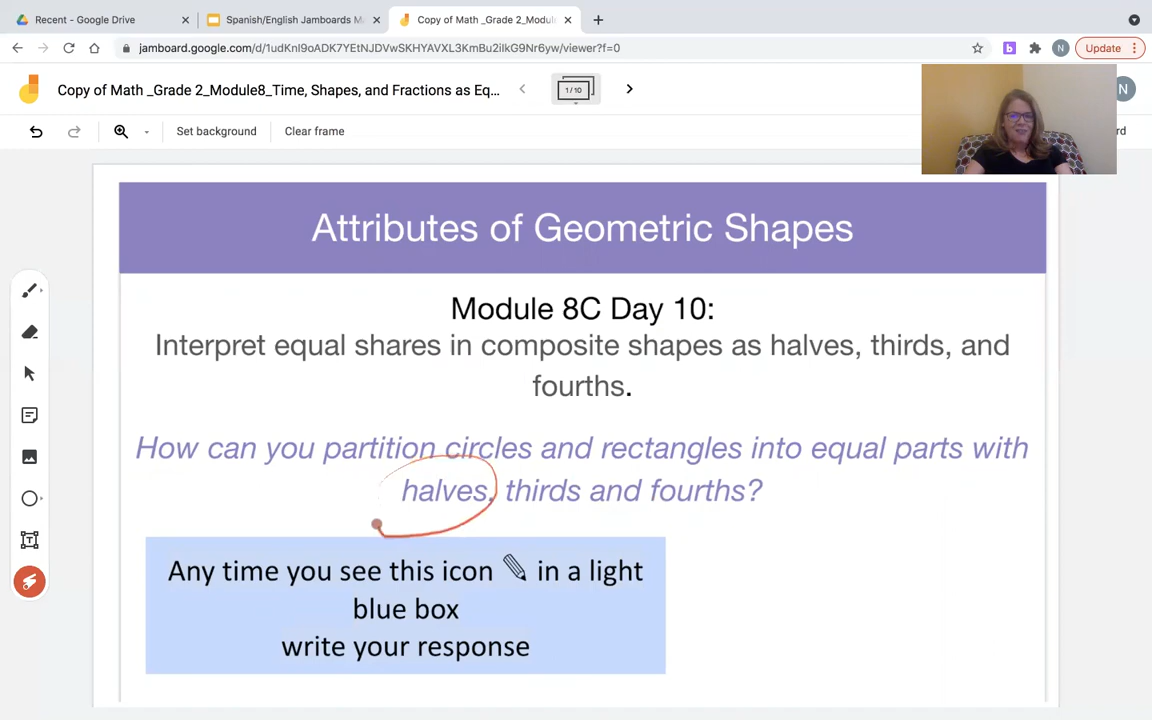 Recent - Google Drive
Spanish/English Jamboards M
Copy of Math _Grade 2_Modul
jamboard.google.com/d/1udKnI9oADK7YEtNJDVwSKHYAVXL3KmBu2iIkG9Nr6yw/viewer?f=0
b
N
Update
Copy of Math _Grade 2_Module8_Time, Shapes, and Fractions as Eq...
1/10
N
Set background
Clear frame
rd
Attributes of Geometric Shapes
Module 8C Day 10:
Interpret equal shares in composite shapes as halves, thirds, and
fourths.
How can you partition circles and rectangles into equal parts with
halves, thirds and fourths?
Any time you see this icon ✎ in a light
blue box
write your response